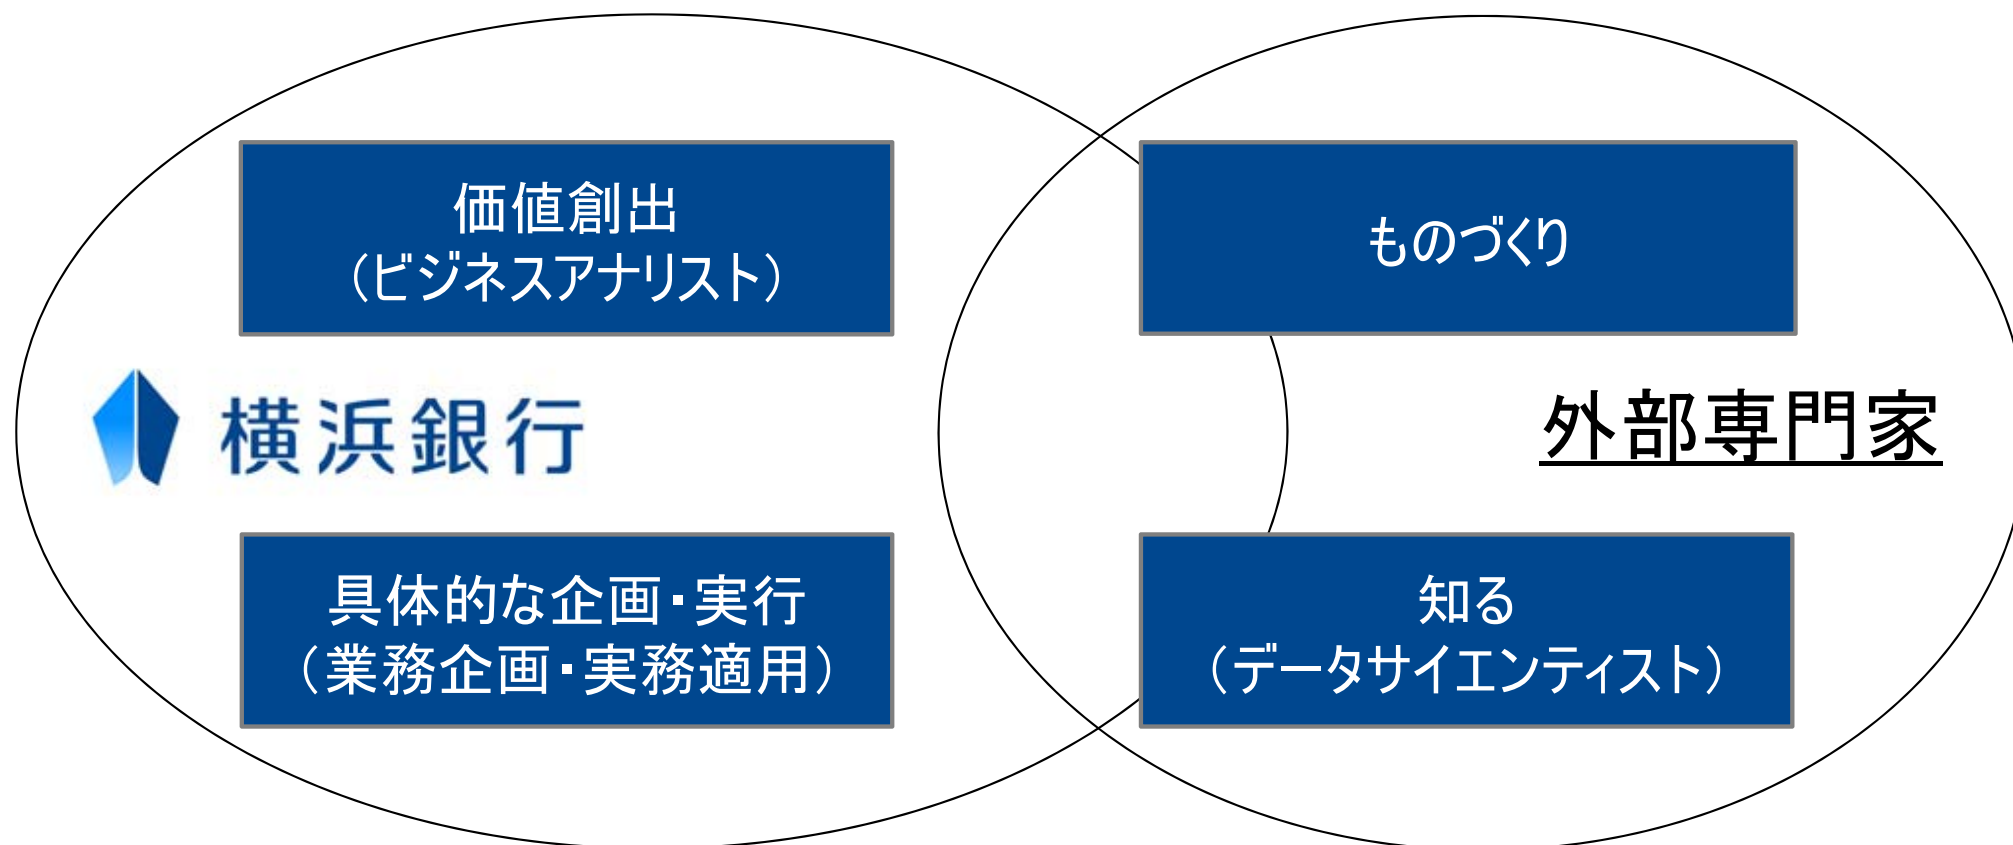 価値創出
（ビジネスアナリスト）
ものづくり
横浜銀行
外部専門家
具体的な企画・実行
（業務企画・実務適用）
知る
（データサイエンティスト）